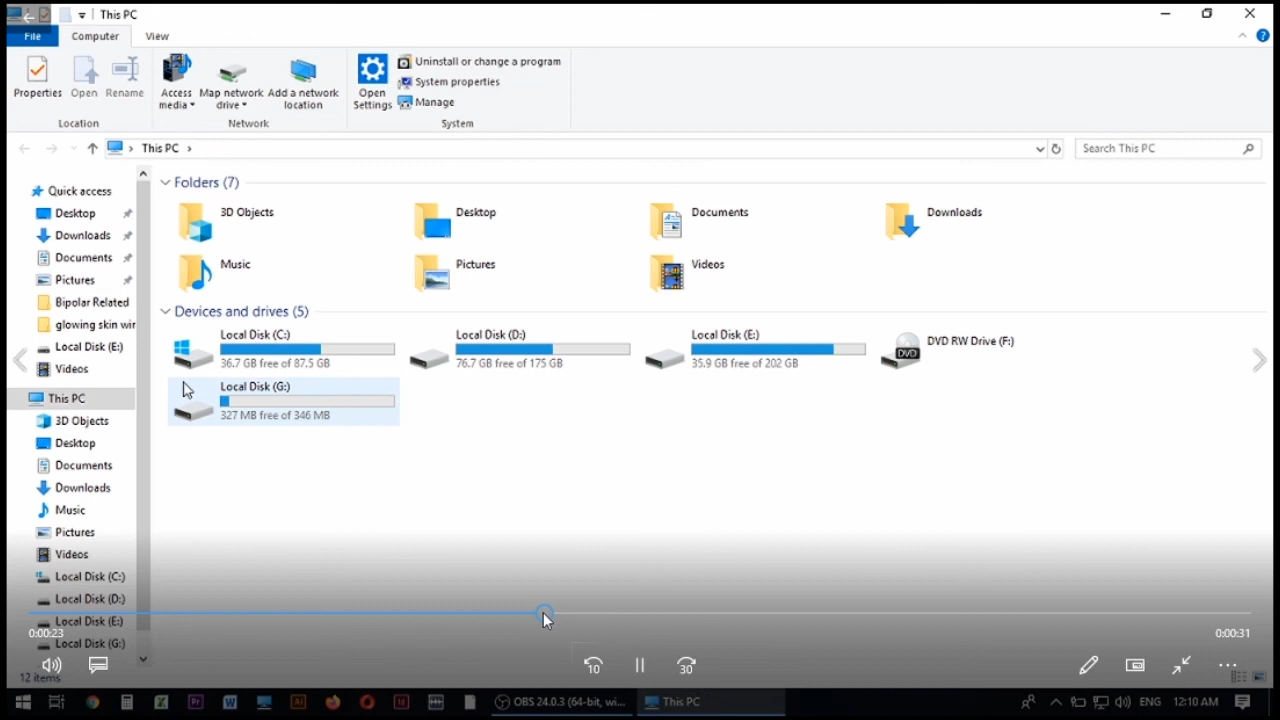 This PC
File
Computer
View
Properties
Open
Rename
Access media
Map network drive
Add a network location
Open Settings
Uninstall or change a program
System properties
Manage
Location
Network
System
This PC
Search This PC
Quick access
Desktop
Downloads
Documents
Pictures
Bipolar Related
glowing skin wir
Local Disk (E:)
Videos
This PC
3D Objects
Desktop
Documents
Downloads
Music
Pictures
Videos
Local Disk (C:)
Local Disk (D:)
Local Disk (E:)
Local Disk (G:)
Folders (7)
3D Objects
Desktop
Documents
Downloads
Music
Pictures
Videos
Devices and drives (5)
Local Disk (C:)
36.7 GB free of 87.5 GB
Local Disk (D:)
76.7 GB free of 175 GB
Local Disk (E:)
35.9 GB free of 202 GB
DVD
DVD RW Drive (F:)
Local Disk (G:)
327 MB free of 346 MB
0:00:23
0:00:31
10
30
12 items
OBS 24.0.3 (64-bit, wi...
This PC
ENG
12:10 AM